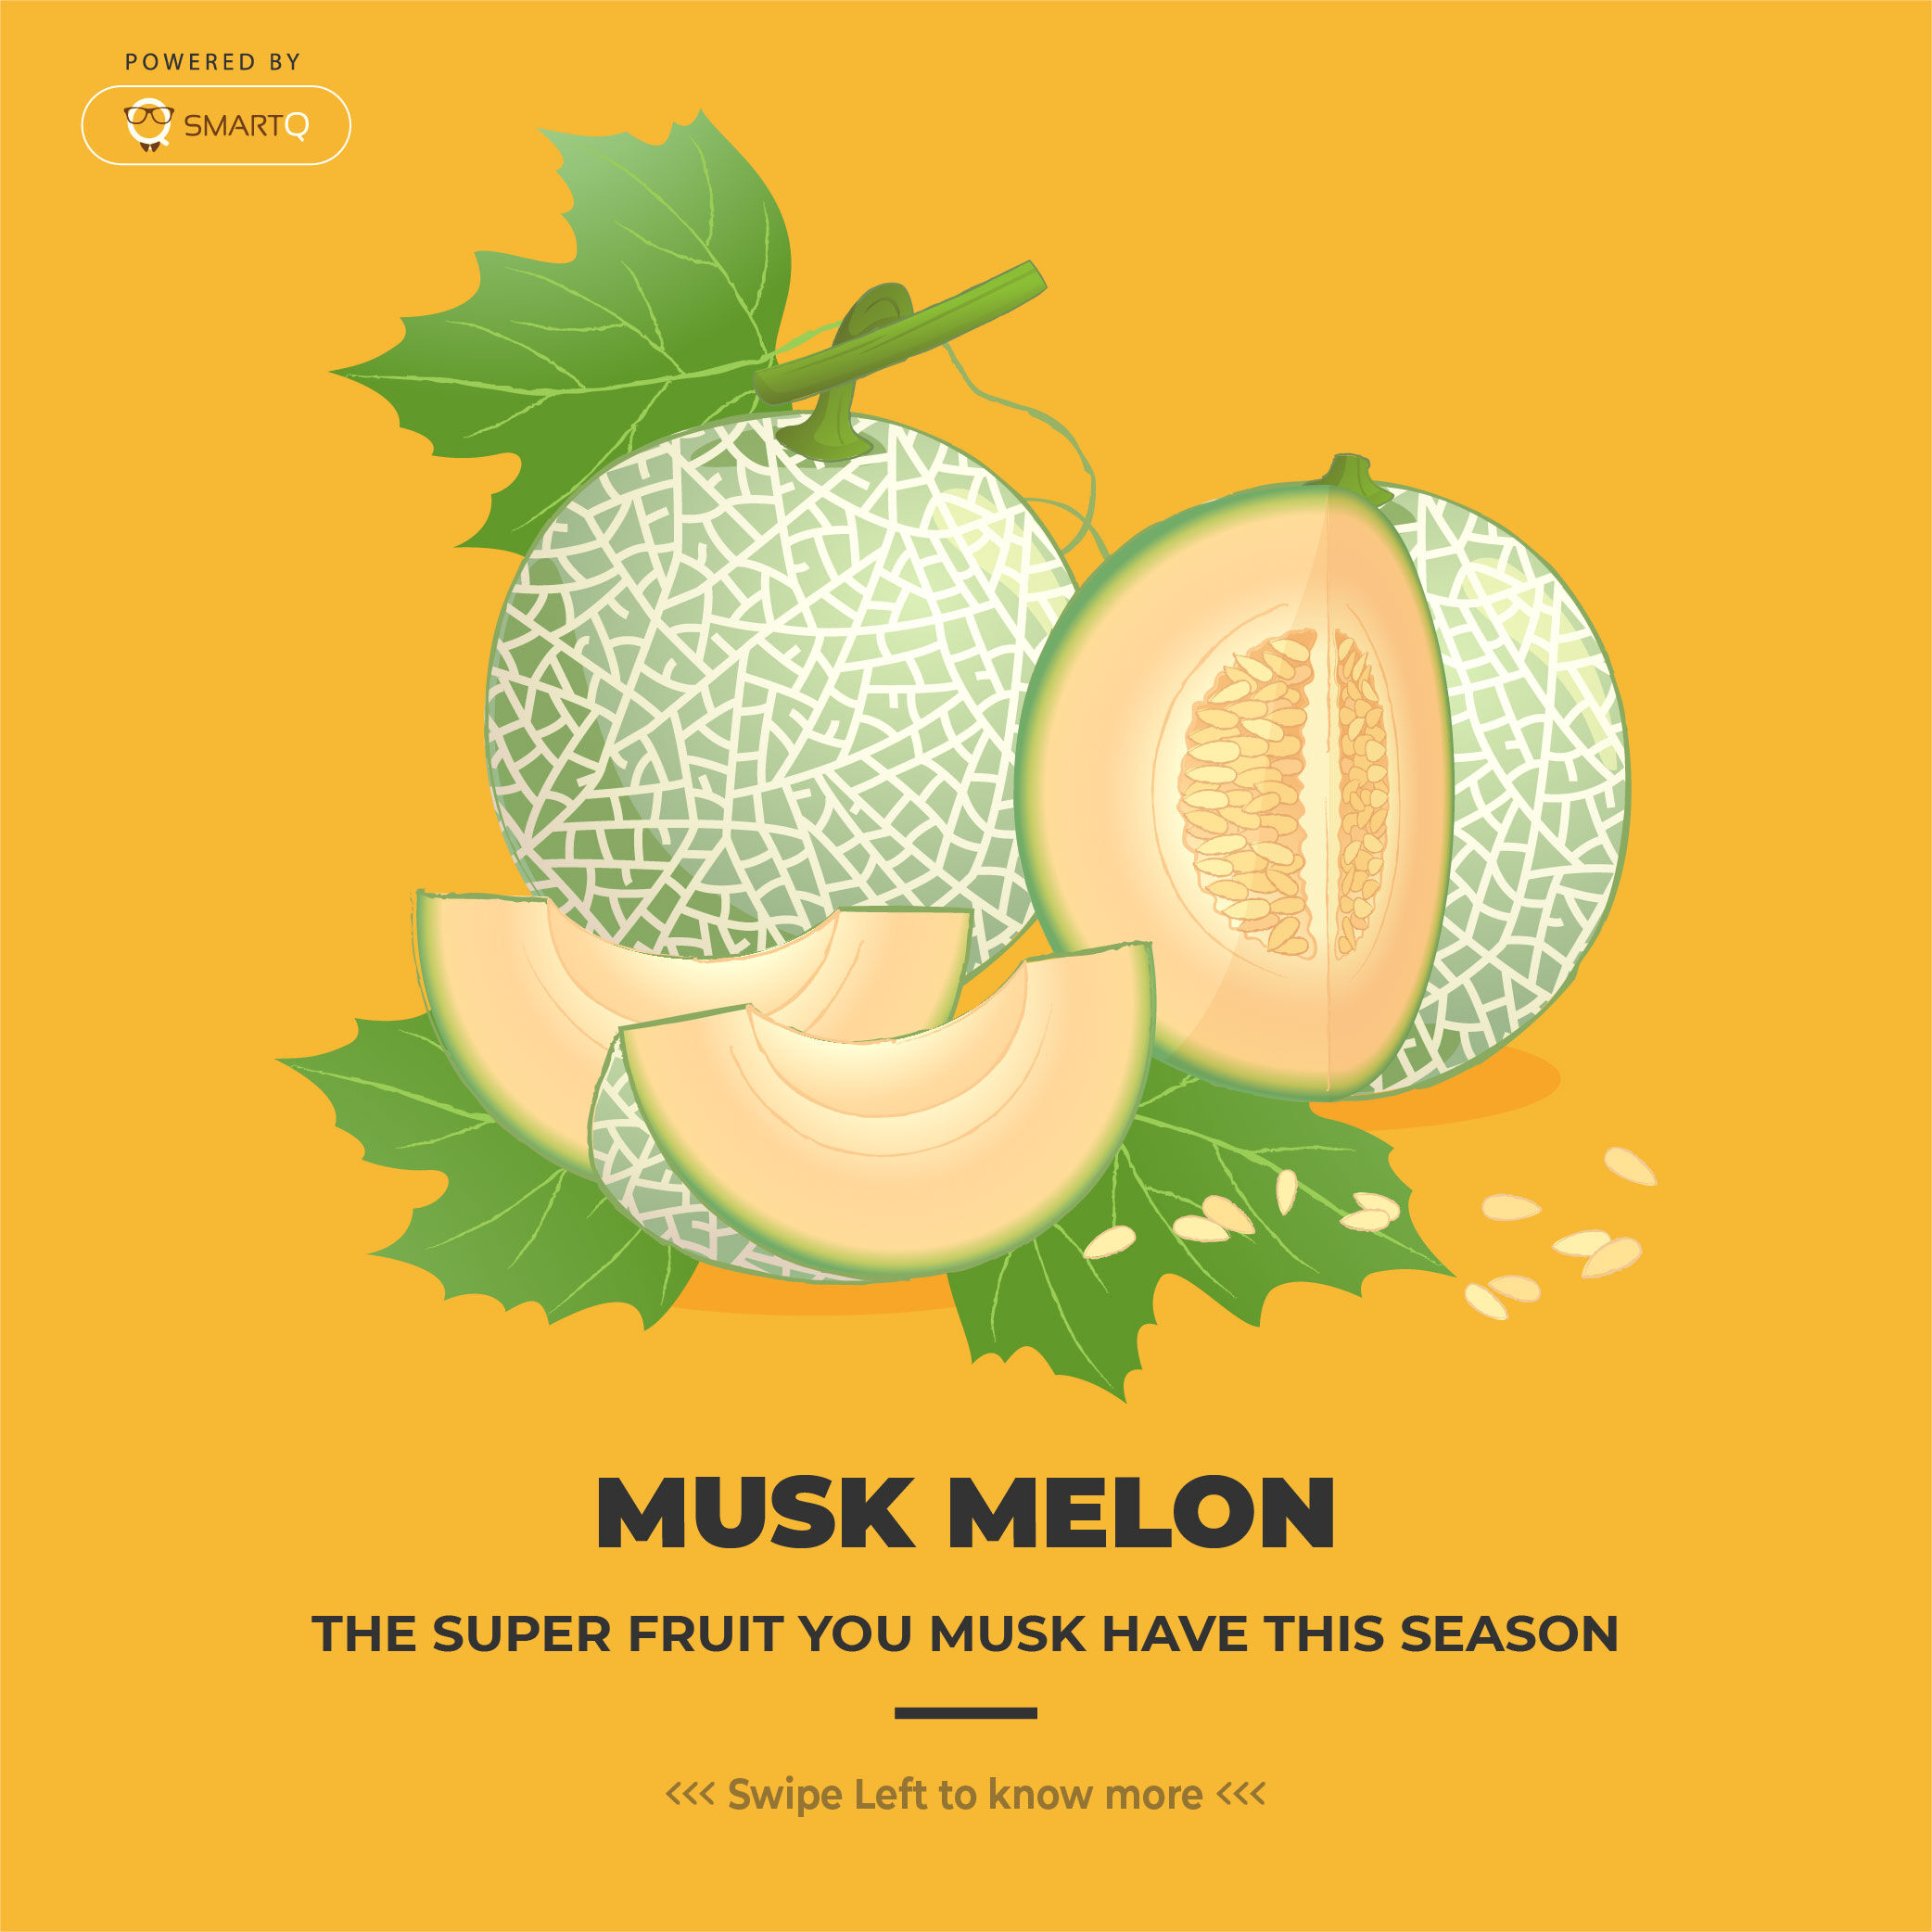 POWERED BY
SMARTQ
MUSK MELON
THE SUPER FRUIT YOU MUSK HAVE THIS SEASON
<<< Swipe Left to know more <<<